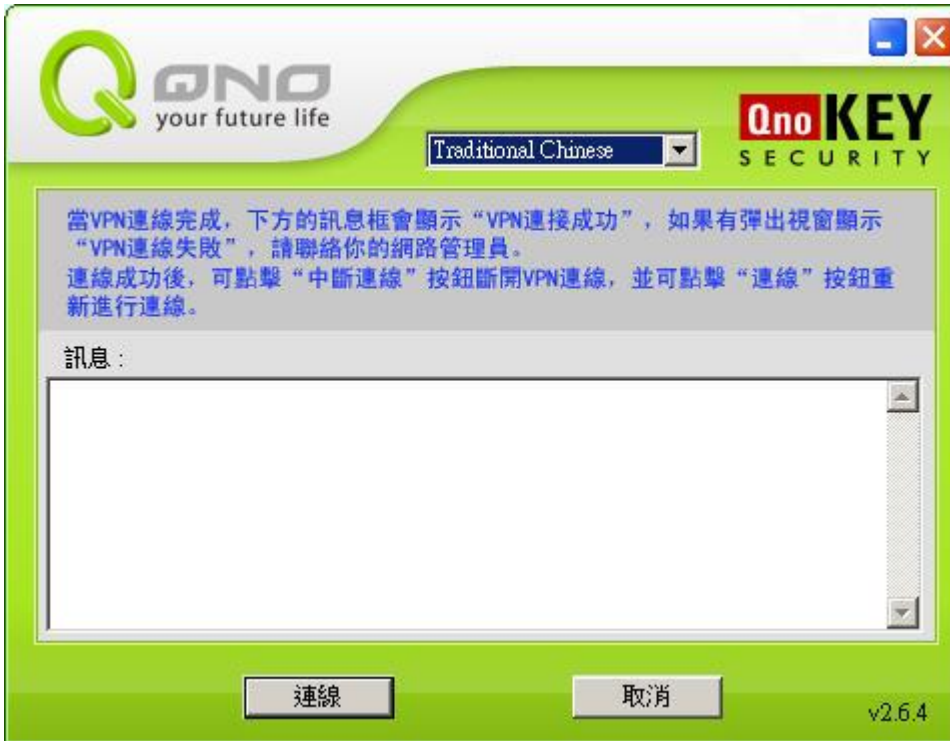 QNO
your future life
Traditional Chinese
Qno KEY
SECURITY
當VPN連線完成，下方的訊息框會顯示“VPN連接成功”，如果有彈出視窗顯示
“VPN連線失敗”，請聯絡你的網路管理員。
連線成功後，可點擊“中斷連線”按鈕斷開VPN連線，並可點擊“連線”按鈕重
新進行連線。
訊息：
連線
取消
v2.6.4